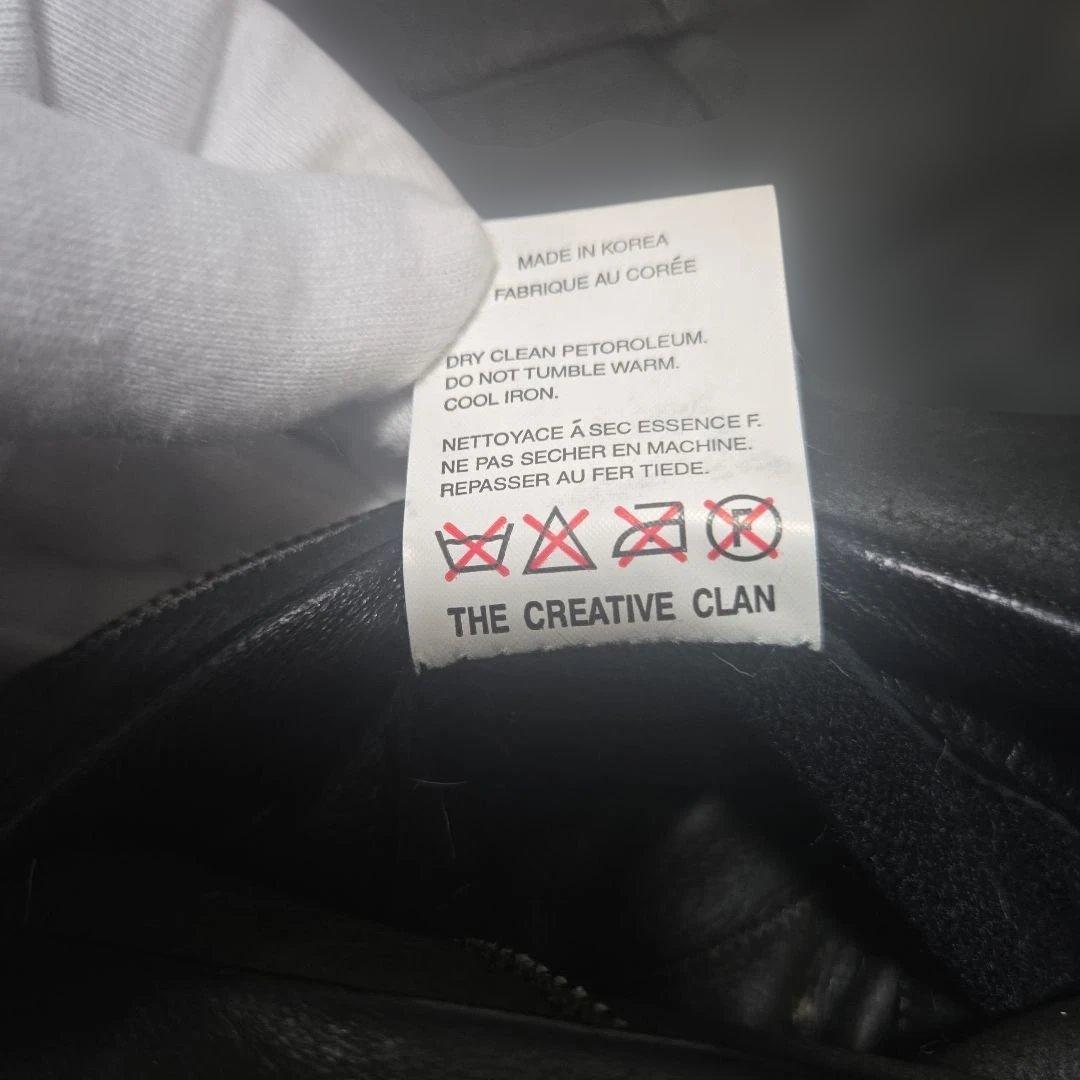 MADE IN KOREA
FABRIQUE AU CORÉE
DRY CLEAN PETOROLEUM.
DO NOT TUMBLE WARM.
COOL IRON.
NETTOYACE Á SEC ESSENCE F.
NE PAS SECHER EN MACHINE.
REPASSER AU FER TIEDE.
F
THE CREATIVE CLAN